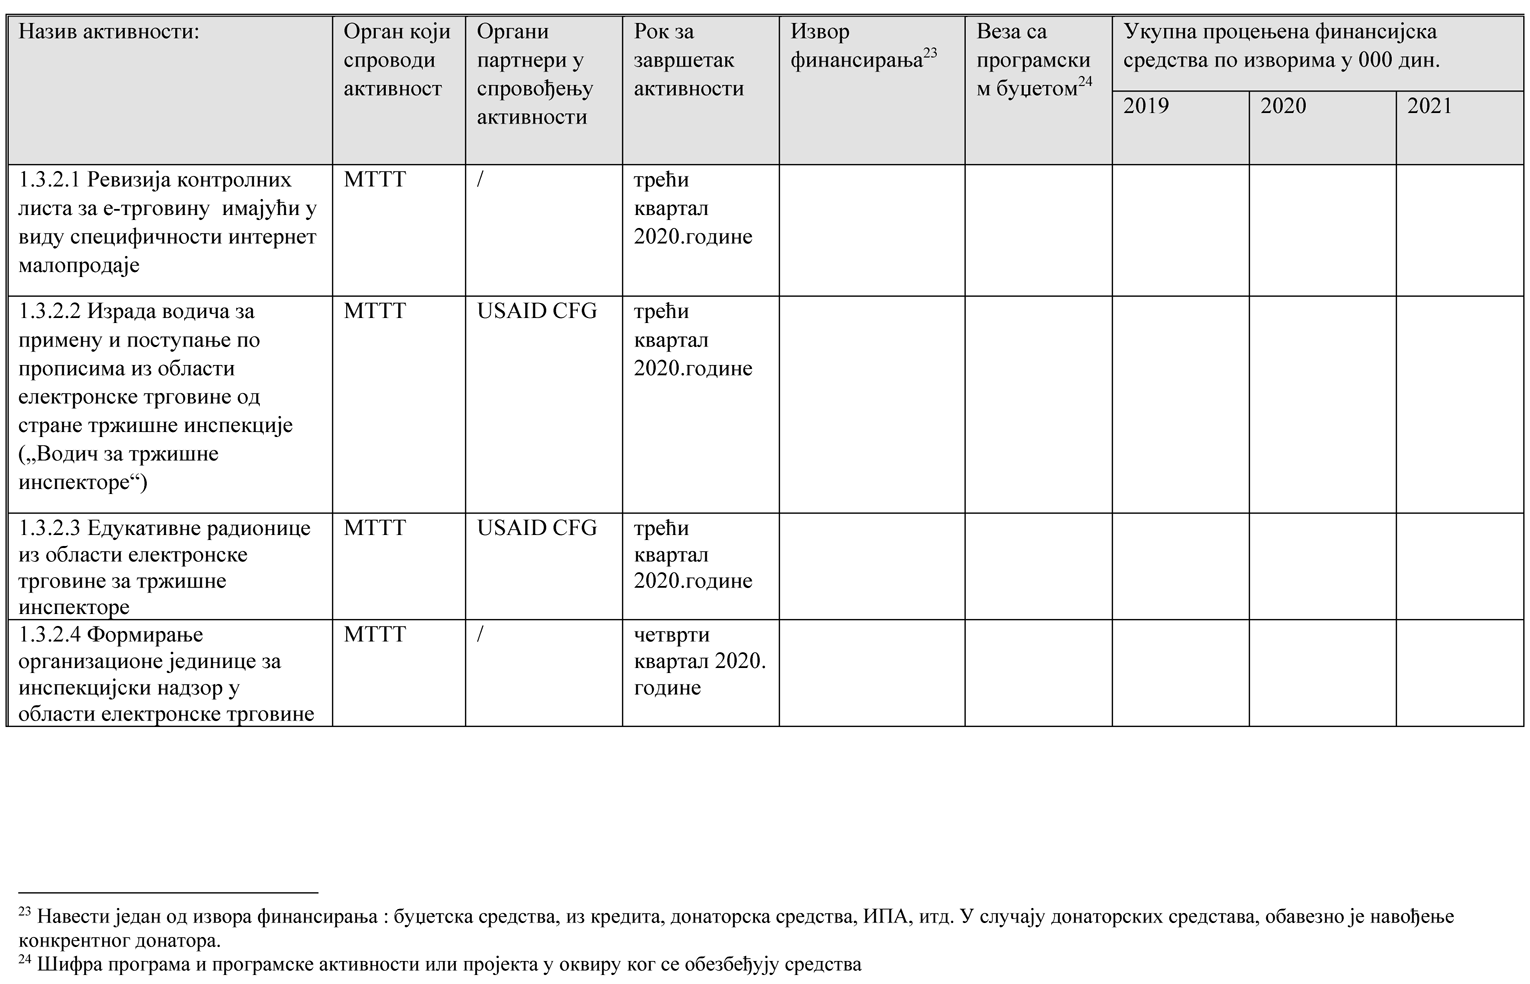 Назив активности:
Орган који
спроводи
активност
Органи
партнери у
спровођењу
активности
Рок за
завршетак
активности
Извор
финансирања23
Веза са
програмски
м буџетом24
Укупна процењена финансијска
средства по изворима у 000 дин.
2019
2020
2021
1.3.2.1 Ревизија контролних
листа за е-трговину имајући у
виду специфичности интернет
малопродаје
МТТТ
/
трећи
квартал
2020.године
1.3.2.2 Израда водича за
примену и поступање по
прописима из области
електронске трговине од
стране тржишне инспекције
(„Водич за тржишне
инспекторе“)
МТТТ
USAID CFG
трећи
квартал
2020.године
1.3.2.3 Едукативне радионице
из области електронске
трговине за тржишне
инспекторе
МТТТ
USAID CFG
трећи
квартал
2020.године
1.3.2.4 Формирање
организационе јединице за
инспекцијски надзор у
области електронске трговине
МТТТ
/
четврти
квартал 2020.
године
23 Навести један од извора финансирања : буџетска средства, из кредита, донаторска средства, ИПА, итд. У случају донаторских средстава, обавезно је навођење
конкретног донатора.
24 Шифра програма и програмске активности или пројекта у оквиру ког се обезбеђују средства